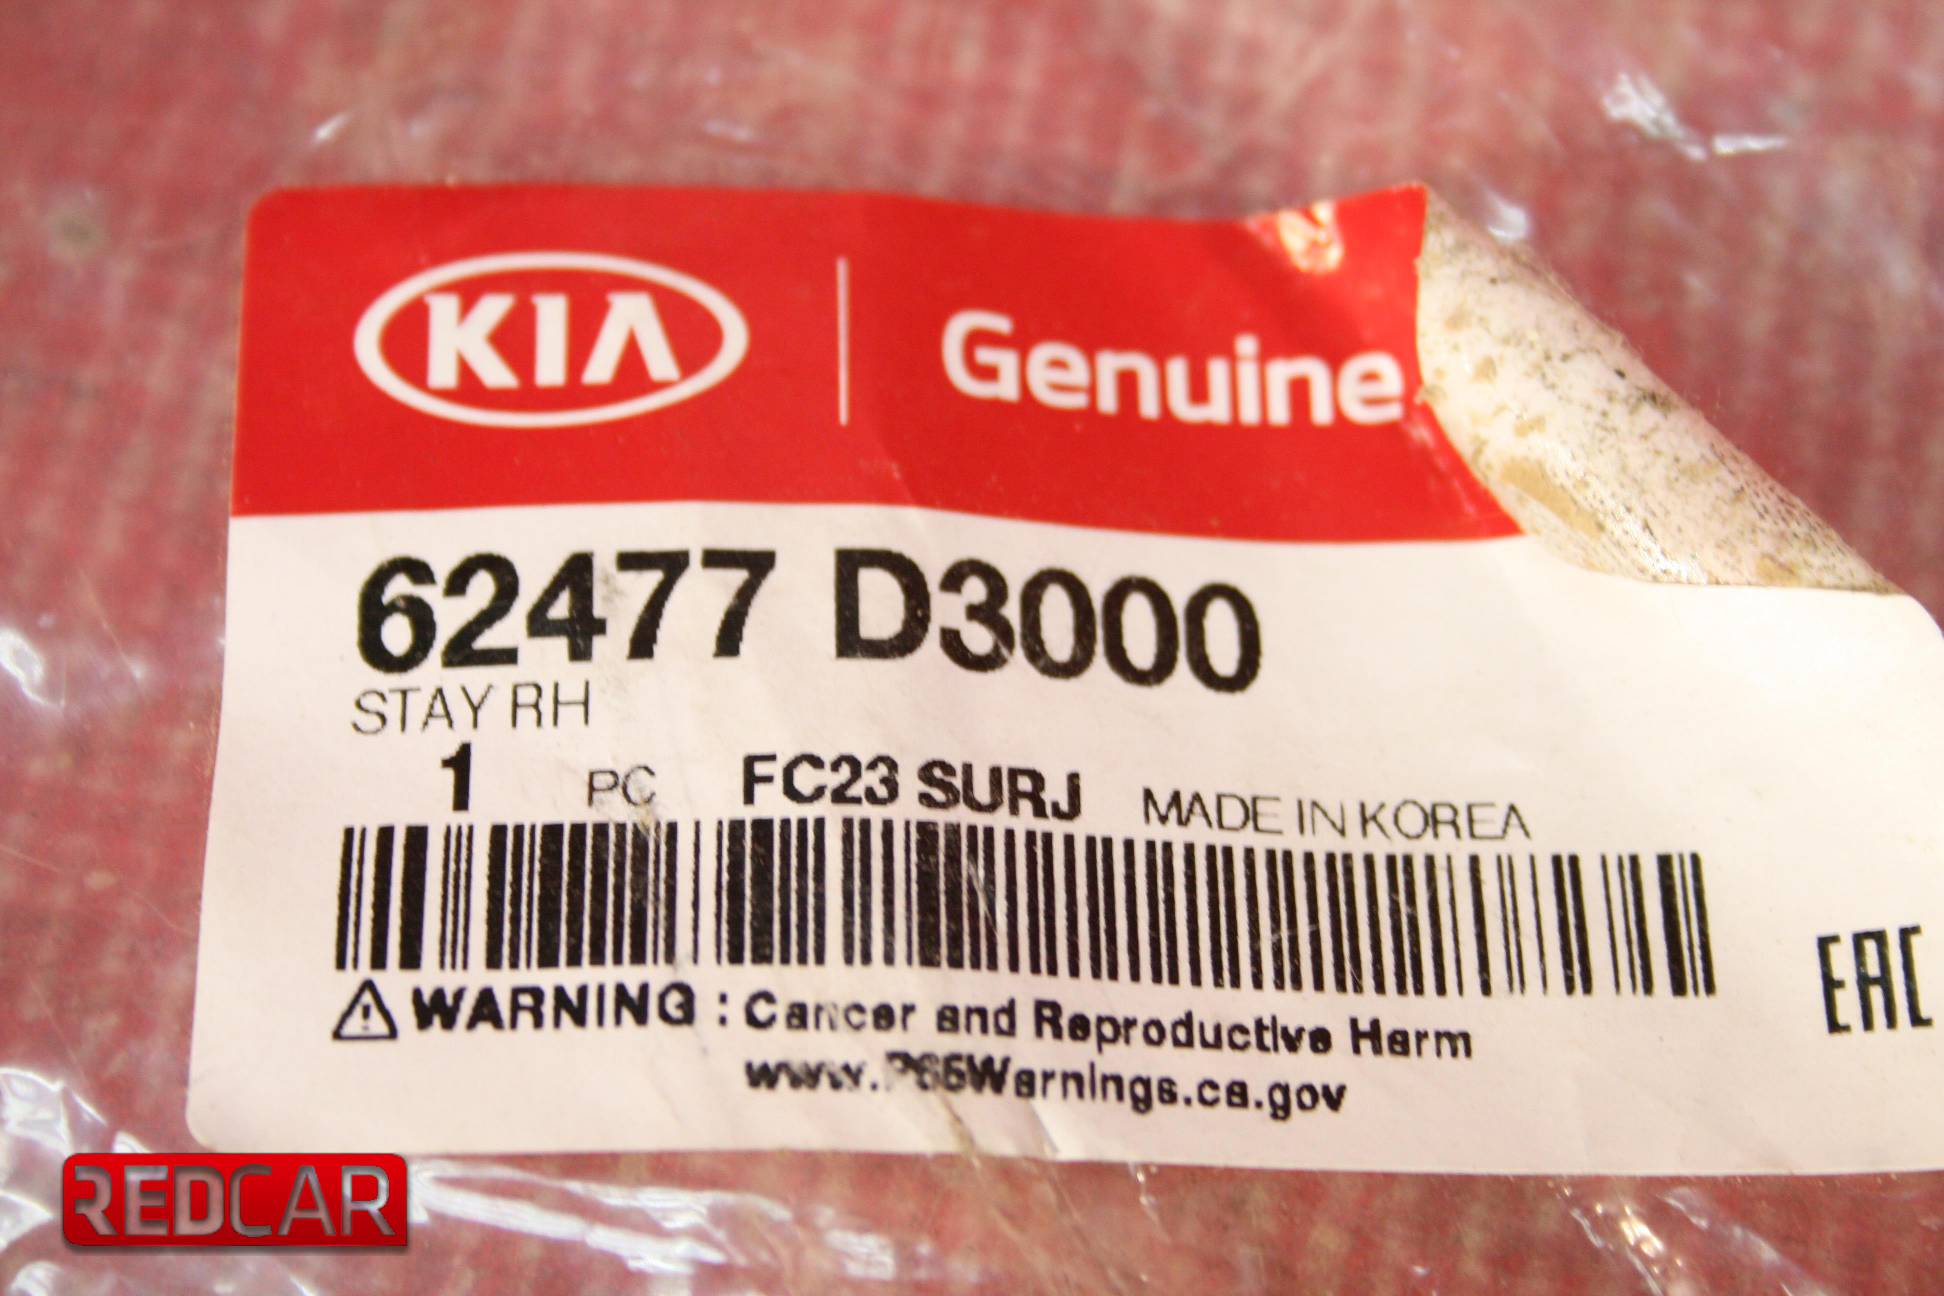 KIA Genuine
62477 D3000
STAY RH
1 PC FC23 SURJ MADE IN KOREA
WARNING : Cancer and Reproductive Harm
www.P65Warnings.ca.gov
EAC
REDCAR